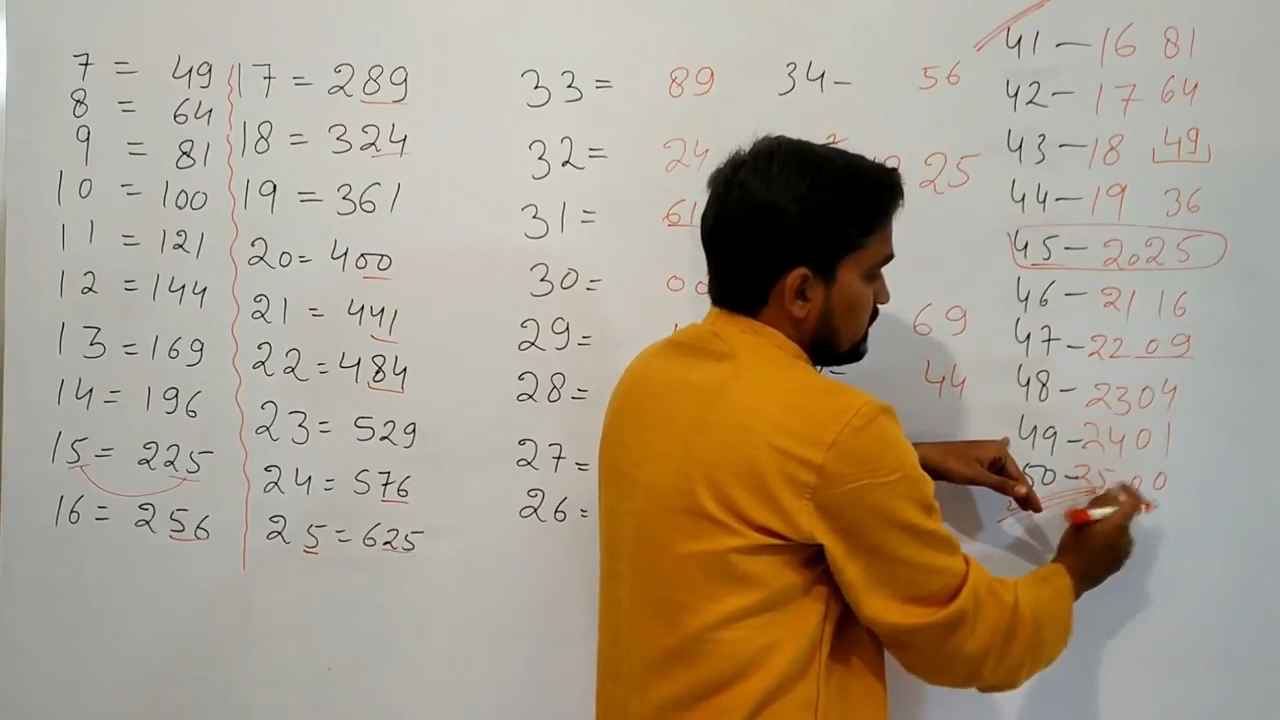 7 = 49
8 = 64
9 = 81
10 = 100
11 = 121
12 = 144
13 = 169
14 = 196
15 = 225
16 = 256
17 = 289
18 = 324
19 = 361
20 = 400
21 = 441
22 = 484
23 = 529
24 = 576
25 = 625
33 = 89
32 = 24
31 = 61
30 = 00
29 =
28 =
27 =
26 =
34 - 56
25
69
44
41 - 16 81
42 - 17 64
43 - 18 49
44 - 19 36
45 - 2025
46 - 21 16
47 - 22 09
48 - 2304
49 - 2401
50 - 2500